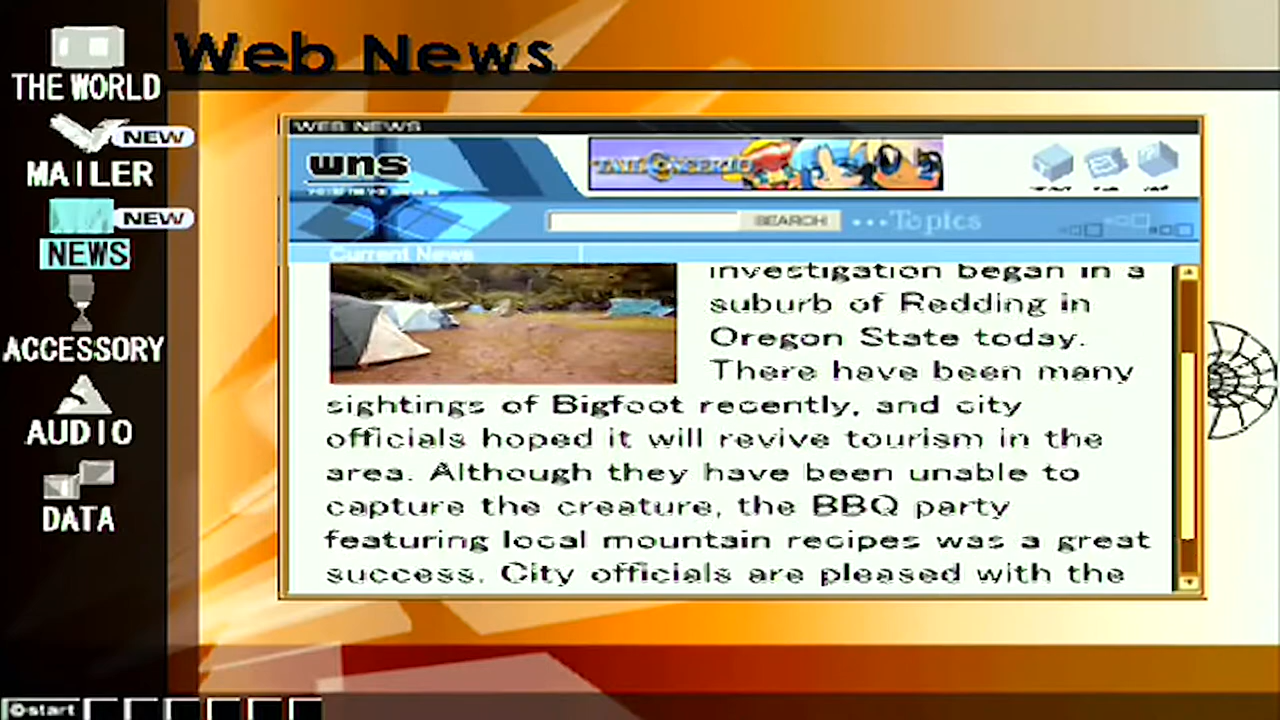 Web News
THE WORLD
NEW
MAILER
NEW
NEWS
ACCESSORY
AUDIO
DATA
WEB NEWS
wns
SEARCH
...Topics
Current News
investigation began in a
suburb of Redding in
Oregon State today.
There have been many
sightings of Bigfoot recently, and city
officials hoped it will revive tourism in the
area. Although they have been unable to
capture the creature, the BBQ party
featuring local mountain recipes was a great
success. City officials are pleased with the
start